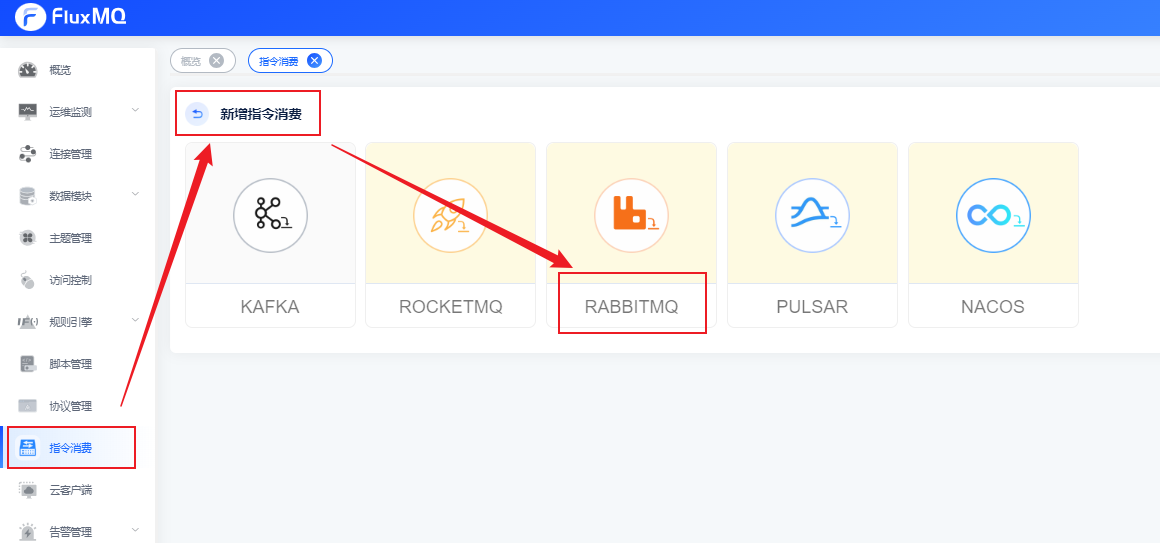 FluxMQ
概览
运维监测
连接管理
数据模块
主题管理
访问控制
规则引擎
脚本管理
协议管理
指令消费
云客户端
告警管理
概览
指令消费
新增指令消费
KAFKA
ROCKETMQ
RABBITMQ
PULSAR
NACOS